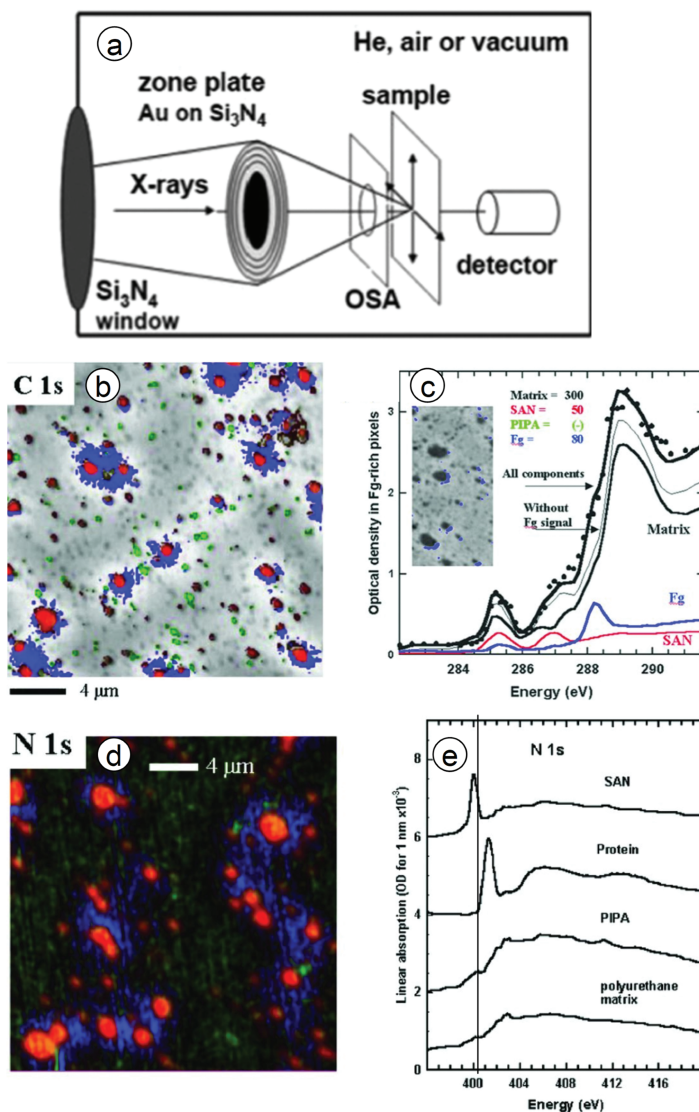 a
He, air or vacuum
zone plate
Au on Si3N4
sample
X-rays
Si3N4
window
OSA
detector
C 1s
b
4 μm
c
Matrix = 300
SAN = 50
PIPA = (-)
Fg = 80
All components
Without
Fg signal
Matrix
Fg
SAN
Optical density in Fg-rich pixels
3
2
1
0
284 286 288 290
Energy (eV)
N 1s
d
4 μm
e
N 1s
SAN
Protein
PIPA
polyurethane
matrix
Linear absorption (OD for 1 nm x10-3)
8
6
4
2
0
400 404 408 412 416
Energy (eV)